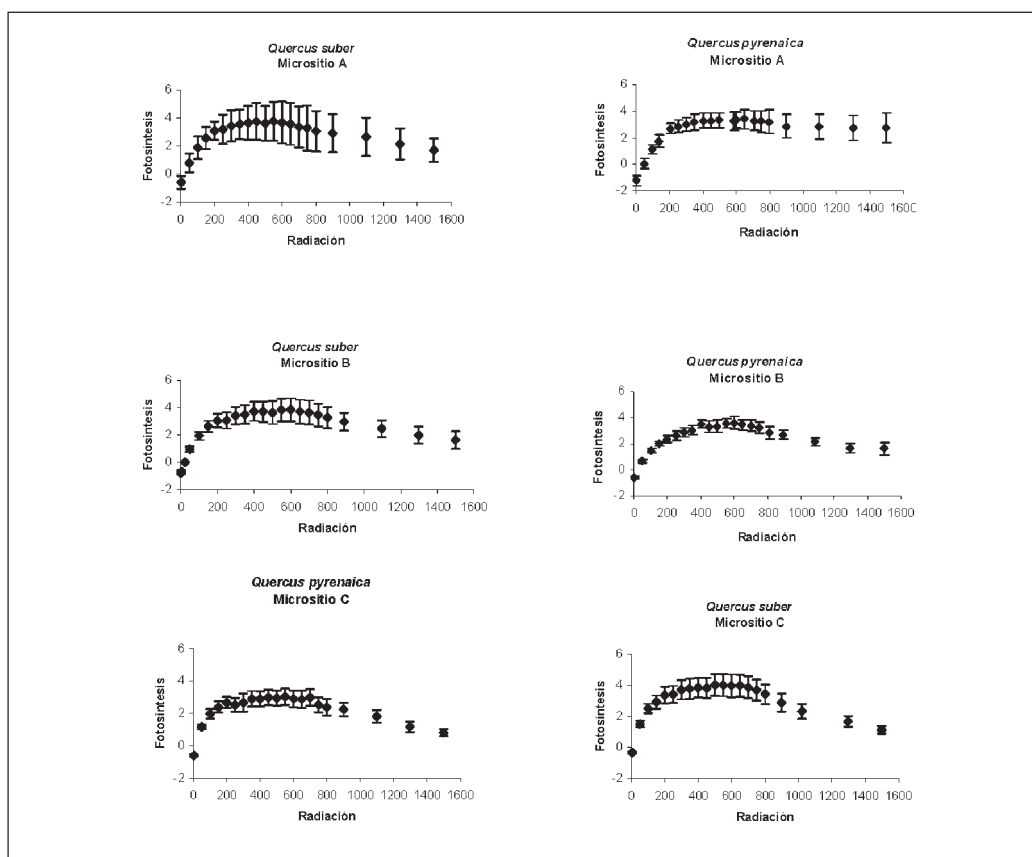 Quercus suber
Micrositio A
Fotosíntesis
6
4
2
0
-2
0 200 400 600 800 1000 1200 1400 1600
Radiación
Quercus pyrenaica
Micrositio A
Fotosíntesis
6
4
2
0
-2
0 200 400 600 800 1000 1200 1400 1600
Radiación
Quercus suber
Micrositio B
Fotosíntesis
6
4
2
0
-2
0 200 400 600 800 1000 1200 1400 1600
Radiación
Quercus pyrenaica
Micrositio B
Fotosíntesis
6
4
2
0
-2
0 200 400 600 800 1000 1200 1400 1600
Radiación
Quercus pyrenaica
Micrositio C
Fotosíntesis
6
4
2
0
-2
0 200 400 600 800 1000 1200 1400 1600
Radiación
Quercus suber
Micrositio C
Fotosíntesis
6
4
2
0
-2
0 200 400 600 800 1000 1200 1400 1600
Radiación